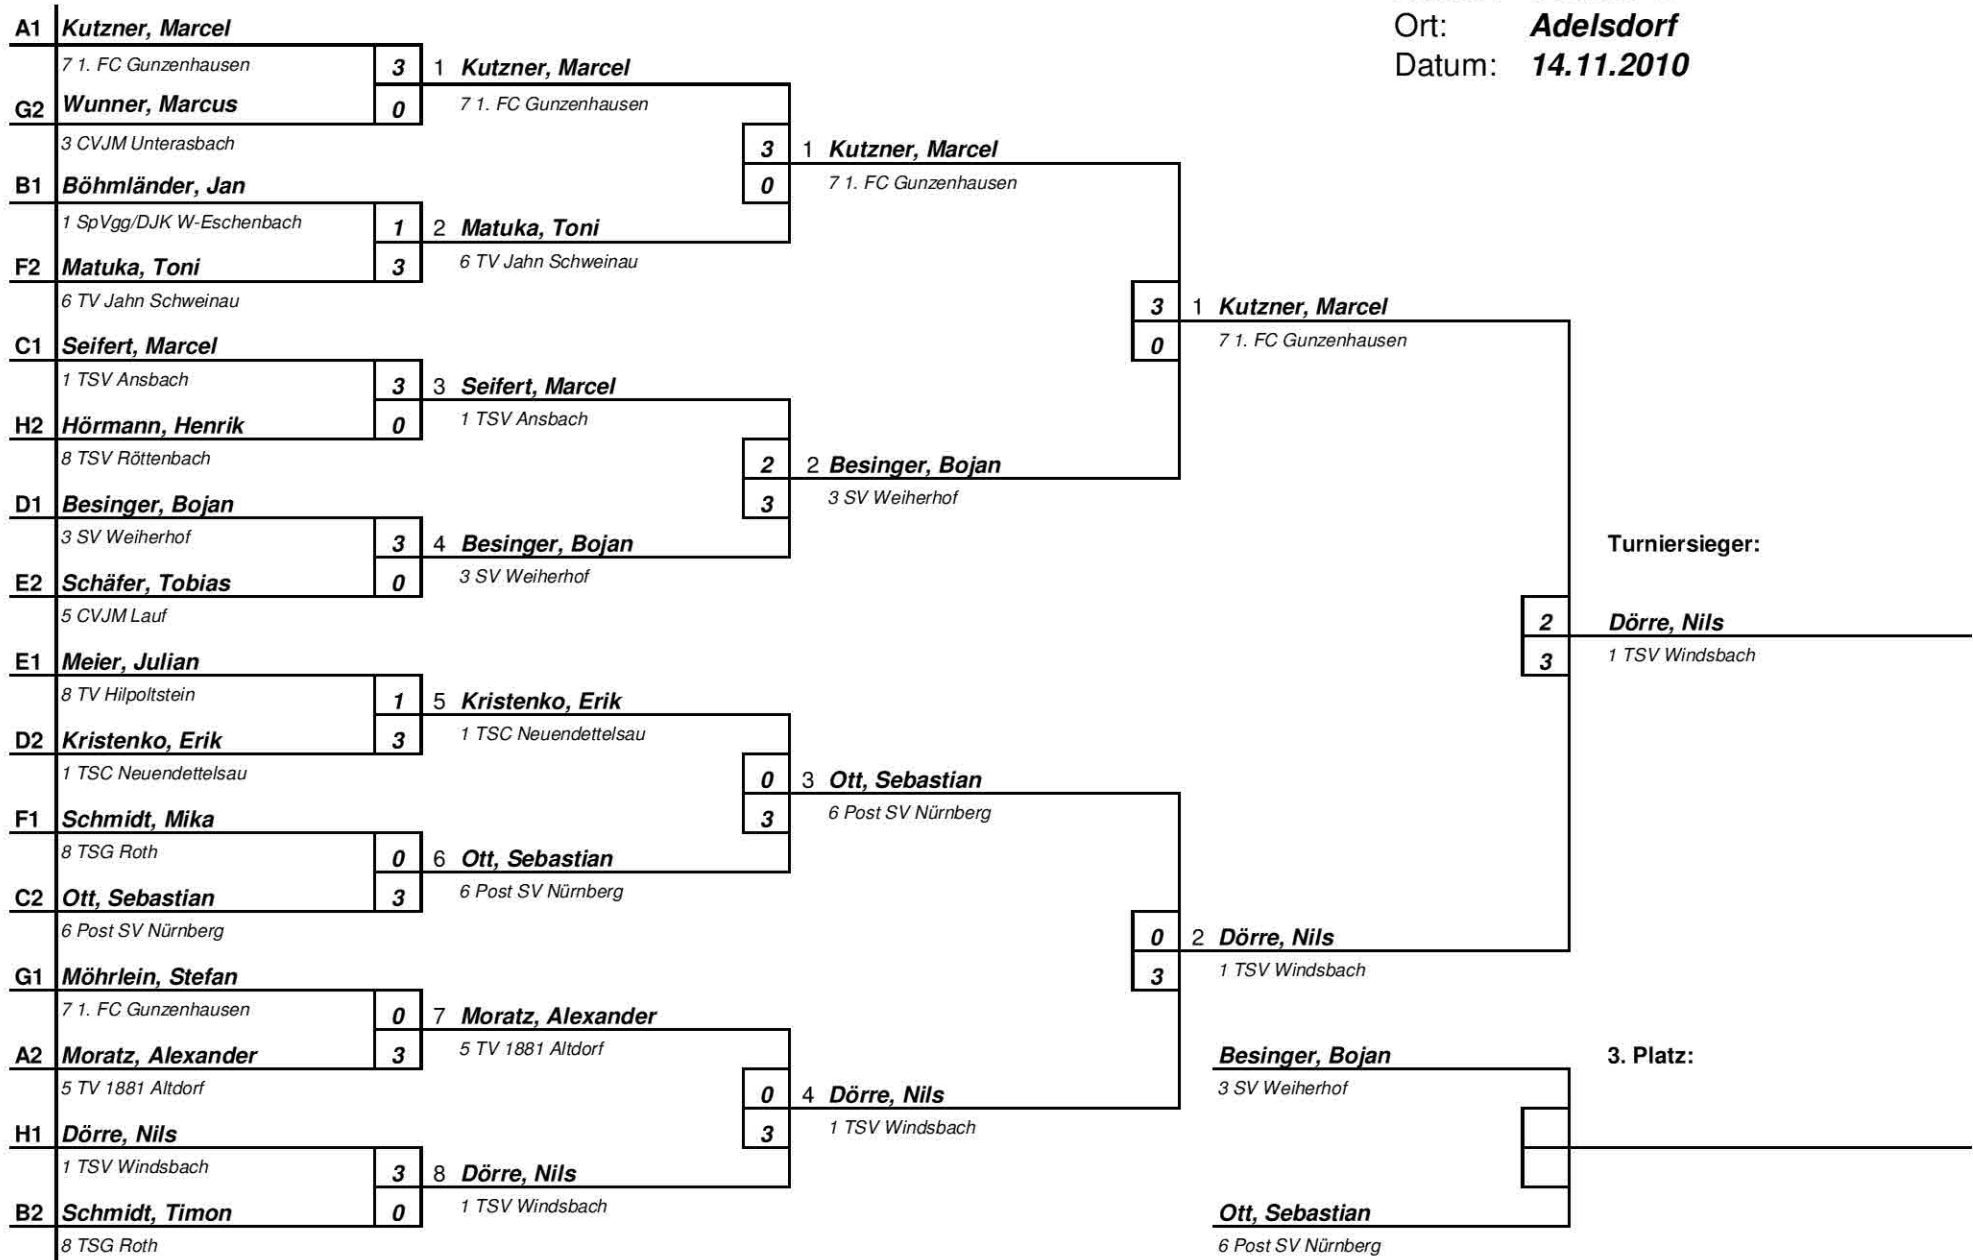 Ort: Adelsdorf
Datum: 14.11.2010
A1 Kutzner, Marcel
7 1. FC Gunzenhausen 3
G2 Wunner, Marcus 0
3 CVJM Unterasbach
B1 Böhmländer, Jan
1 SpVgg/DJK W-Eschenbach 1
F2 Matuka, Toni 3
6 TV Jahn Schweinau
C1 Seifert, Marcel
1 TSV Ansbach 3
H2 Hörmann, Henrik 0
8 TSV Röttenbach
D1 Besinger, Bojan
3 SV Weiherhof 3
E2 Schäfer, Tobias 0
5 CVJM Lauf
E1 Meier, Julian
8 TV Hilpoltstein 1
D2 Kristenko, Erik 3
1 TSC Neuendettelsau
F1 Schmidt, Mika
8 TSG Roth 0
C2 Ott, Sebastian 3
6 Post SV Nürnberg
G1 Möhrlein, Stefan
7 1. FC Gunzenhausen 0
A2 Moratz, Alexander 3
5 TV 1881 Altdorf
H1 Dörre, Nils
1 TSV Windsbach 3
B2 Schmidt, Timon 0
8 TSG Roth
1 Kutzner, Marcel
7 1. FC Gunzenhausen
3
0
2 Matuka, Toni
6 TV Jahn Schweinau
3 Seifert, Marcel
1 TSV Ansbach
2
3
4 Besinger, Bojan
3 SV Weiherhof
5 Kristenko, Erik
1 TSC Neuendettelsau
0
3
6 Ott, Sebastian
6 Post SV Nürnberg
7 Moratz, Alexander
5 TV 1881 Altdorf
0
3
8 Dörre, Nils
1 TSV Windsbach
1 Kutzner, Marcel
7 1. FC Gunzenhausen
3
0
2 Besinger, Bojan
3 SV Weiherhof
3 Ott, Sebastian
6 Post SV Nürnberg
0
3
4 Dörre, Nils
1 TSV Windsbach
1 Kutzner, Marcel
7 1. FC Gunzenhausen
2
3
2 Dörre, Nils
1 TSV Windsbach
Turniersieger:
Dörre, Nils
1 TSV Windsbach
Besinger, Bojan
3 SV Weiherhof
3. Platz:
Ott, Sebastian
6 Post SV Nürnberg